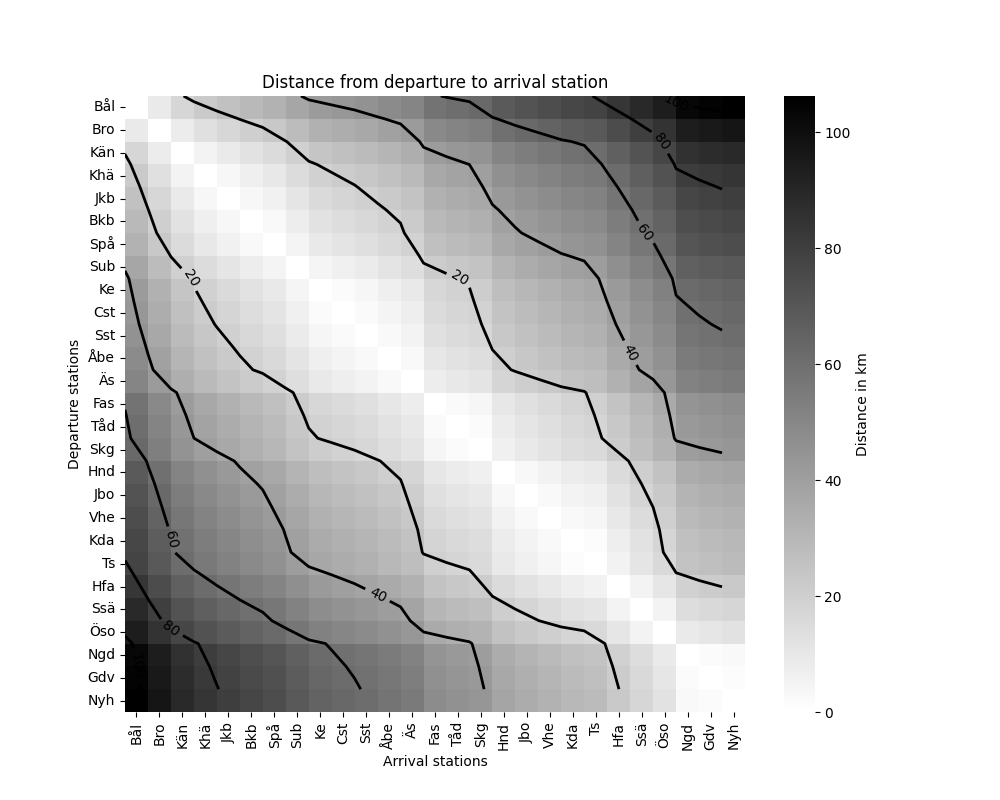 Distance from departure to arrival station
Departure stations
Bål
Bro
Kän
Khä
Jkb
Bkb
Spå
Sub
Ke
Cst
Sst
Åbe
Äs
Fas
Tåd
Skg
Hnd
Jbo
Vhe
Kda
Ts
Hfa
Ssä
Öso
Ngd
Gdv
Nyh
100
80
60
20
20
40
60
40
80
Bål Bro Kän Khä Jkb Bkb Spå Sub Ke Cst Sst Åbe Äs Fas Tåd Skg Hnd Jbo Vhe Kda Ts Hfa Ssä Öso Ngd Gdv Nyh
Arrival stations
100
80
60
40
20
0
Distance in km